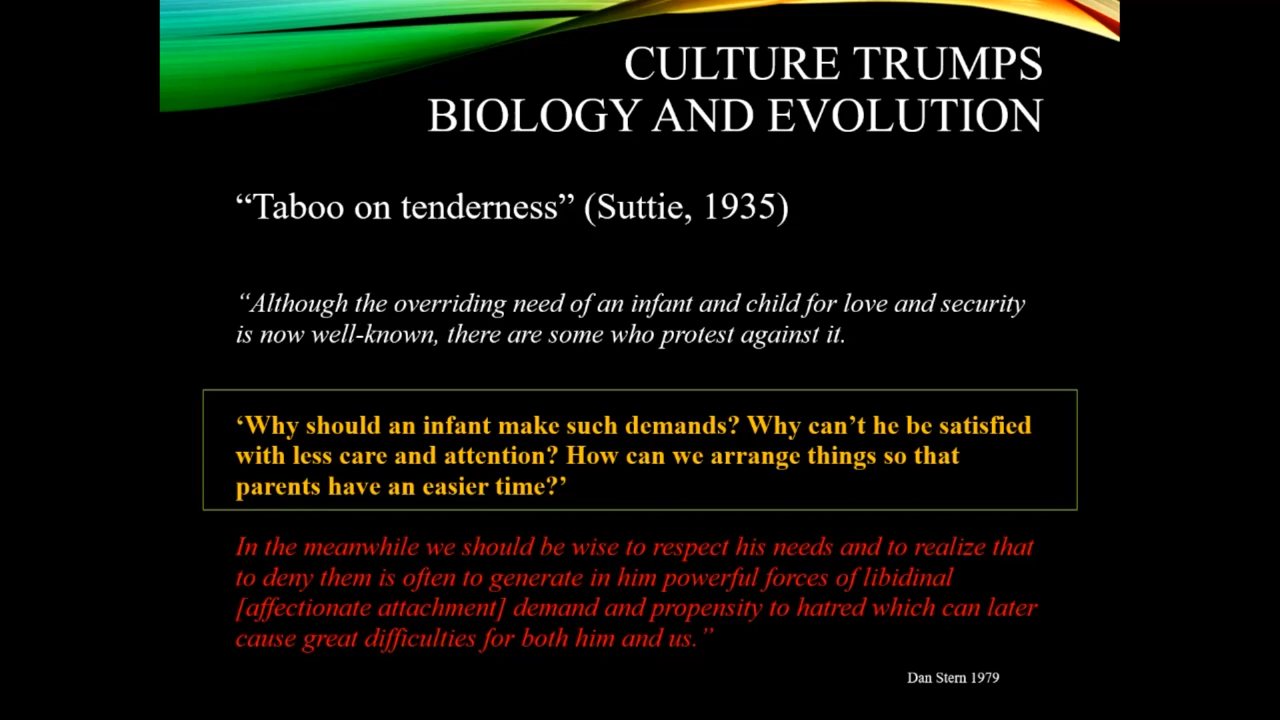 CULTURE TRUMPS
BIOLOGY AND EVOLUTION
“Taboo on tenderness” (Suttie, 1935)
“Although the overriding need of an infant and child for love and security
is now well-known, there are some who protest against it.
‘Why should an infant make such demands? Why can’t he be satisfied
with less care and attention? How can we arrange things so that
parents have an easier time?’
In the meanwhile we should be wise to respect his needs and to realize that
to deny them is often to generate in him powerful forces of libidinal
[affectionate attachment] demand and propensity to hatred which can later
cause great difficulties for both him and us.”
Dan Stern 1979